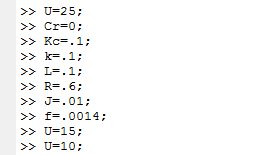 >> U=25;
>> Cr=0;
>> Kc=.1;
>> k=.1;
>> L=.1;
>> R=.6;
>> J=.01;
>> f=.0014;
>> U=15;
>> U=10;